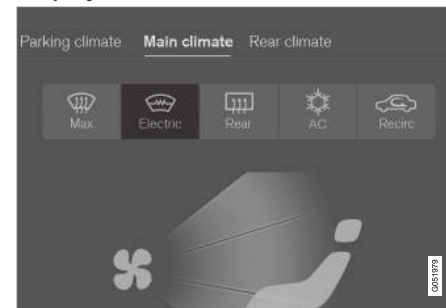 Parking climate Main climate Rear climate
Max Electric Rear AC Recirc
G051979